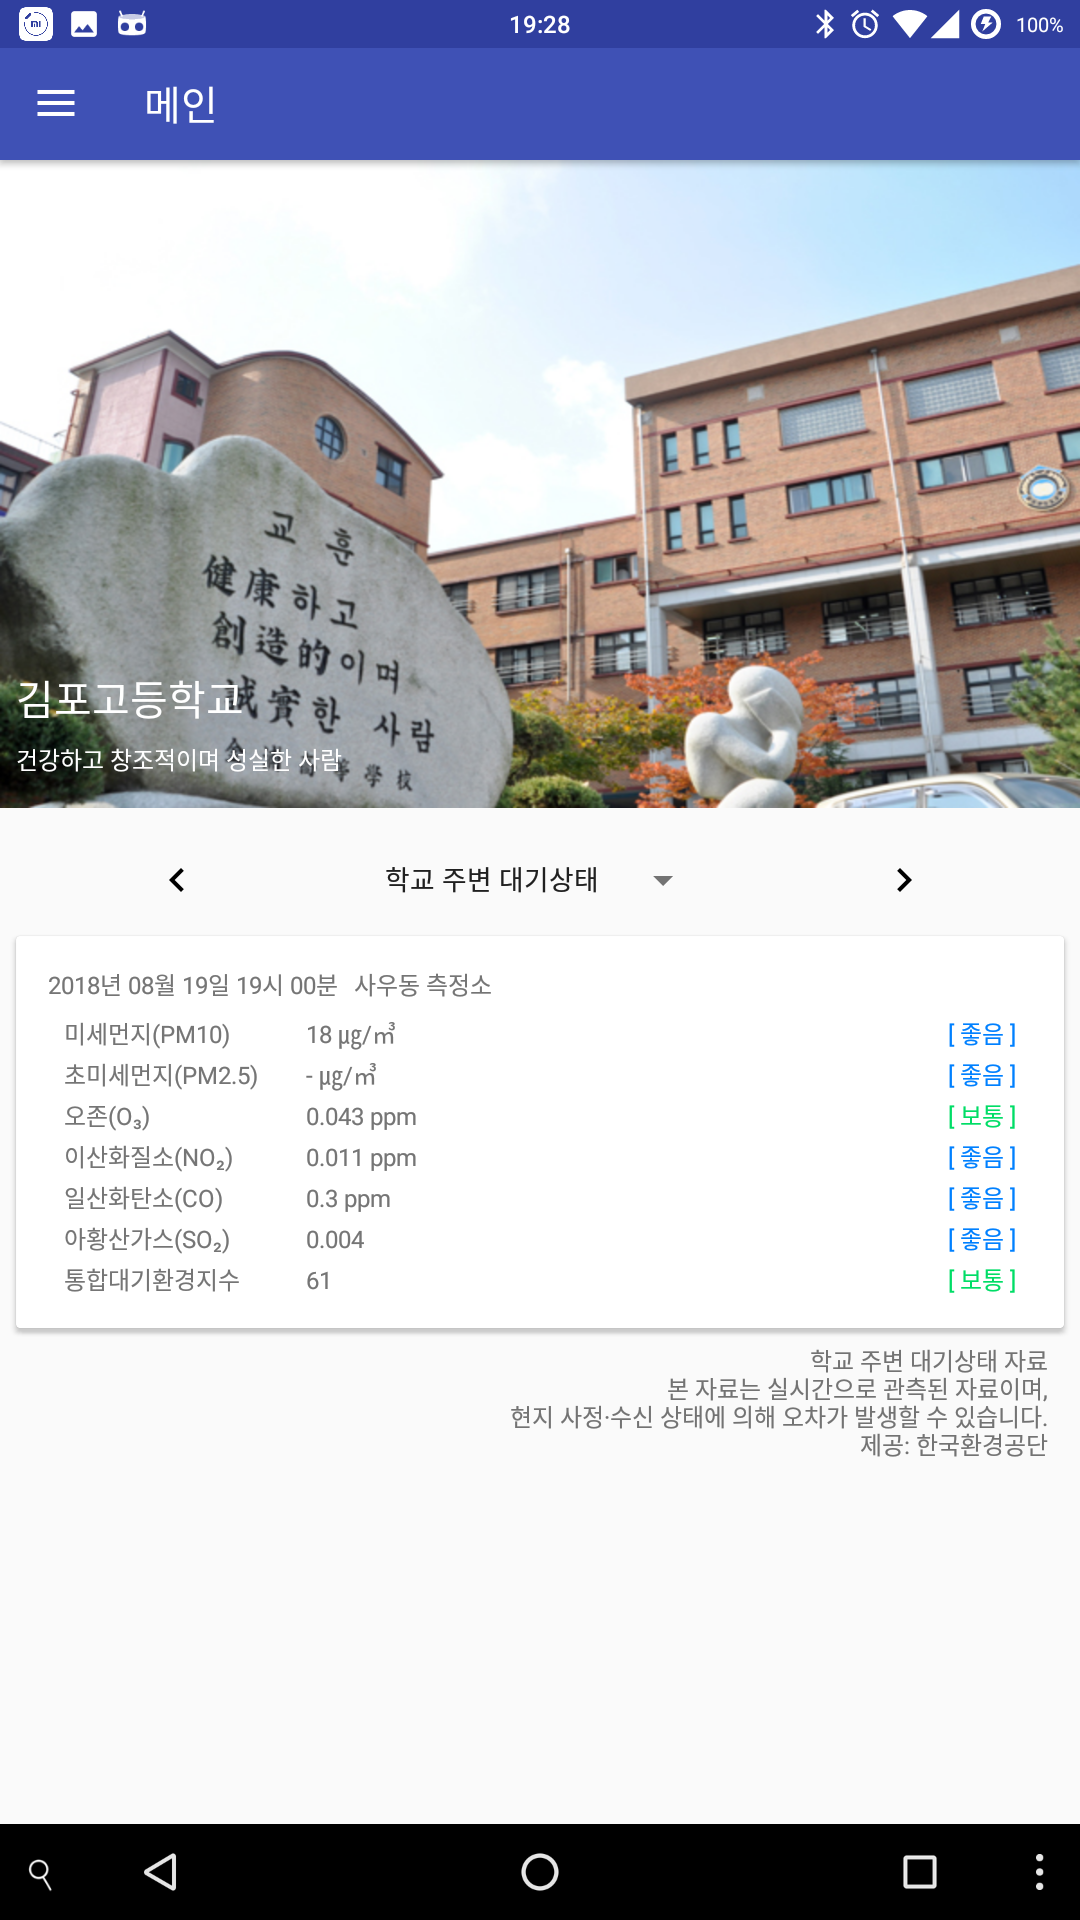 19:28
100%
메인
교 훈
健康하고
創造的이며
誠實한 사람
김포고등학교
건강하고 창조적이며 성실한 사람
학교 주변 대기상태
2018년 08월 19일 19시 00분 사우동 측정소
미세먼지(PM10) 18 μg/㎥ [ 좋음 ]
초미세먼지(PM2.5) - μg/㎥ [ 좋음 ]
오존(O₃) 0.043 ppm [ 보통 ]
이산화질소(NO₂) 0.011 ppm [ 좋음 ]
일산화탄소(CO) 0.3 ppm [ 좋음 ]
아황산가스(SO₂) 0.004 [ 좋음 ]
통합대기환경지수 61 [ 보통 ]
학교 주변 대기상태 자료
본 자료는 실시간으로 관측된 자료이며,
현지 사정·수신 상태에 의해 오차가 발생할 수 있습니다.
제공: 한국환경공단